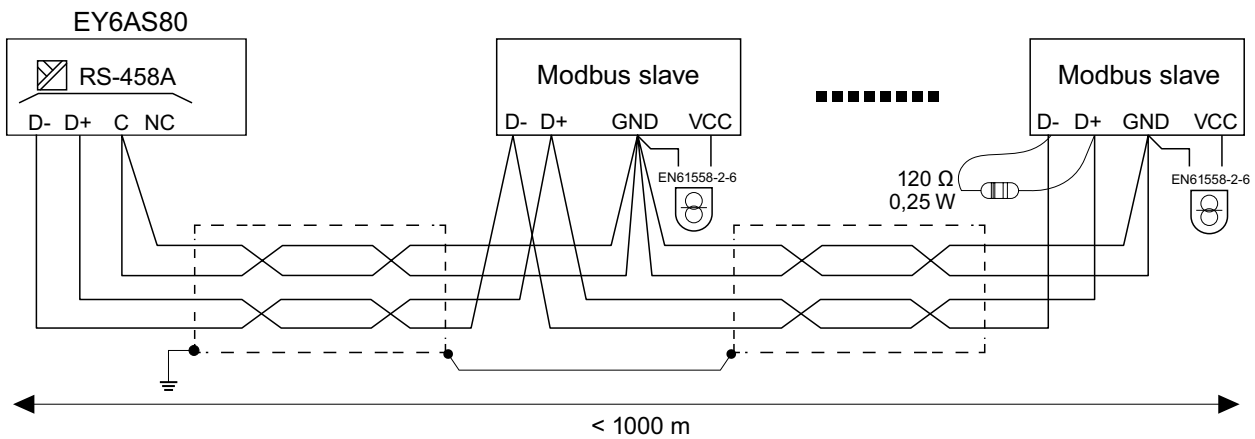 EY6AS80
RS-458A
D- D+ C NC
Modbus slave
D- D+ GND VCC
EN61558-2-6
Modbus slave
D- D+ GND VCC
120 Ω
0,25 W
EN61558-2-6
< 1000 m